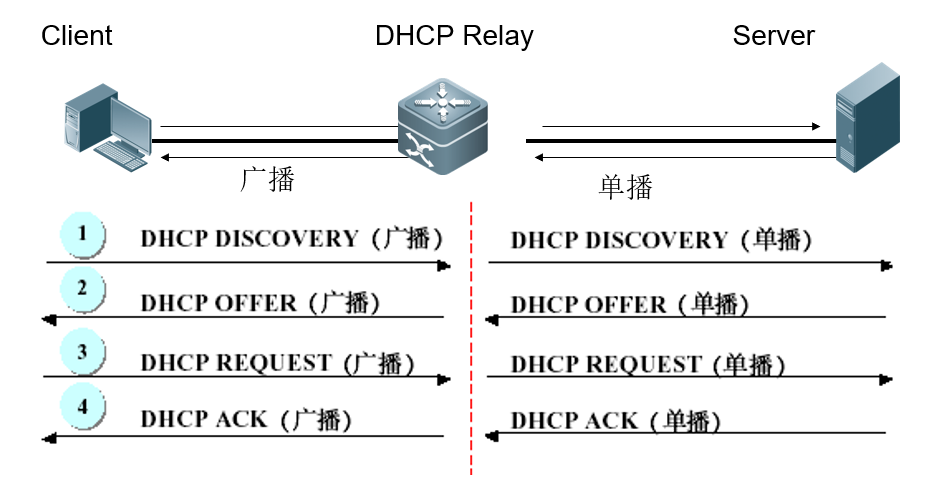 Client
DHCP Relay
Server
广播
单播
1
DHCP DISCOVERY（广播）
DHCP DISCOVERY（单播）
2
DHCP OFFER（广播）
DHCP OFFER（单播）
3
DHCP REQUEST（广播）
DHCP REQUEST（单播）
4
DHCP ACK（广播）
DHCP ACK（单播）